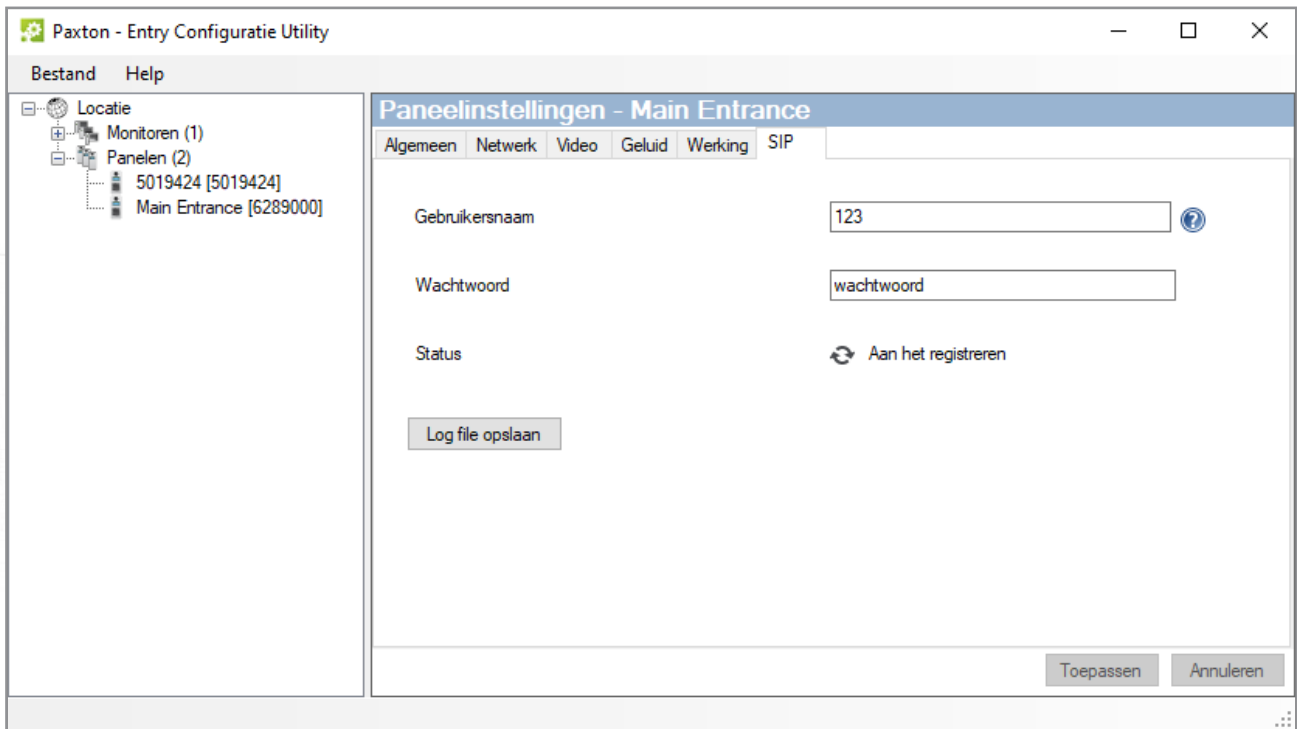 Paxton - Entry Configuratie Utility
Bestand Help
Locatie
Monitoren (1)
Panelen (2)
5019424 [5019424]
Main Entrance [6289000]
Paneelinstellingen - Main Entrance
Algemeen Netwerk Video Geluid Werking SIP
Gebruikersnaam 123
Wachtwoord wachtwoord
Status Aan het registreren
Log file opslaan
Toepassen Annuleren